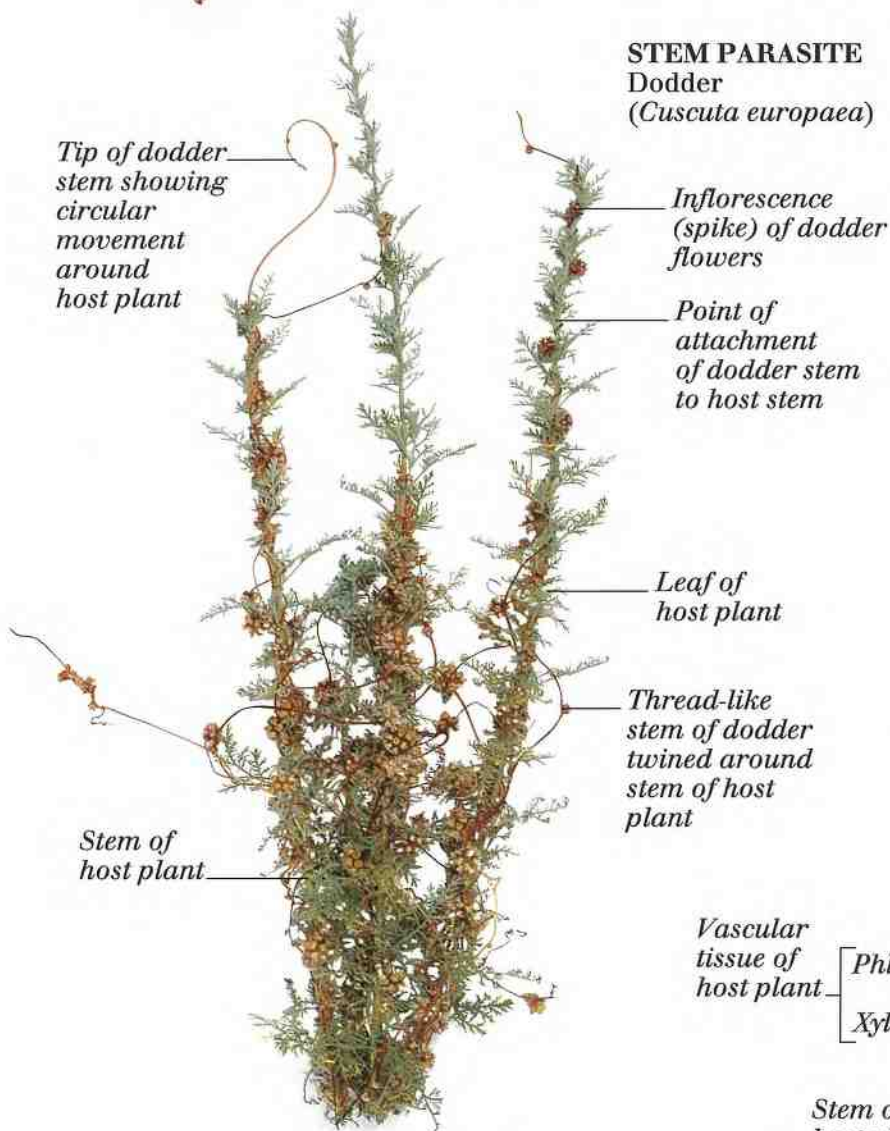 STEM PARASITE
Dodder
(Cuscuta europaea)
Tip of dodder
stem showing
circular
movement
around
host plant
Inflorescence
(spike) of dodder
flowers
Point of
attachment
of dodder stem
to host stem
Leaf of
host plant
Thread-like
stem of dodder
twined around
stem of host
plant
Stem of
host plant
Vascular
tissue of
host plant
Stem